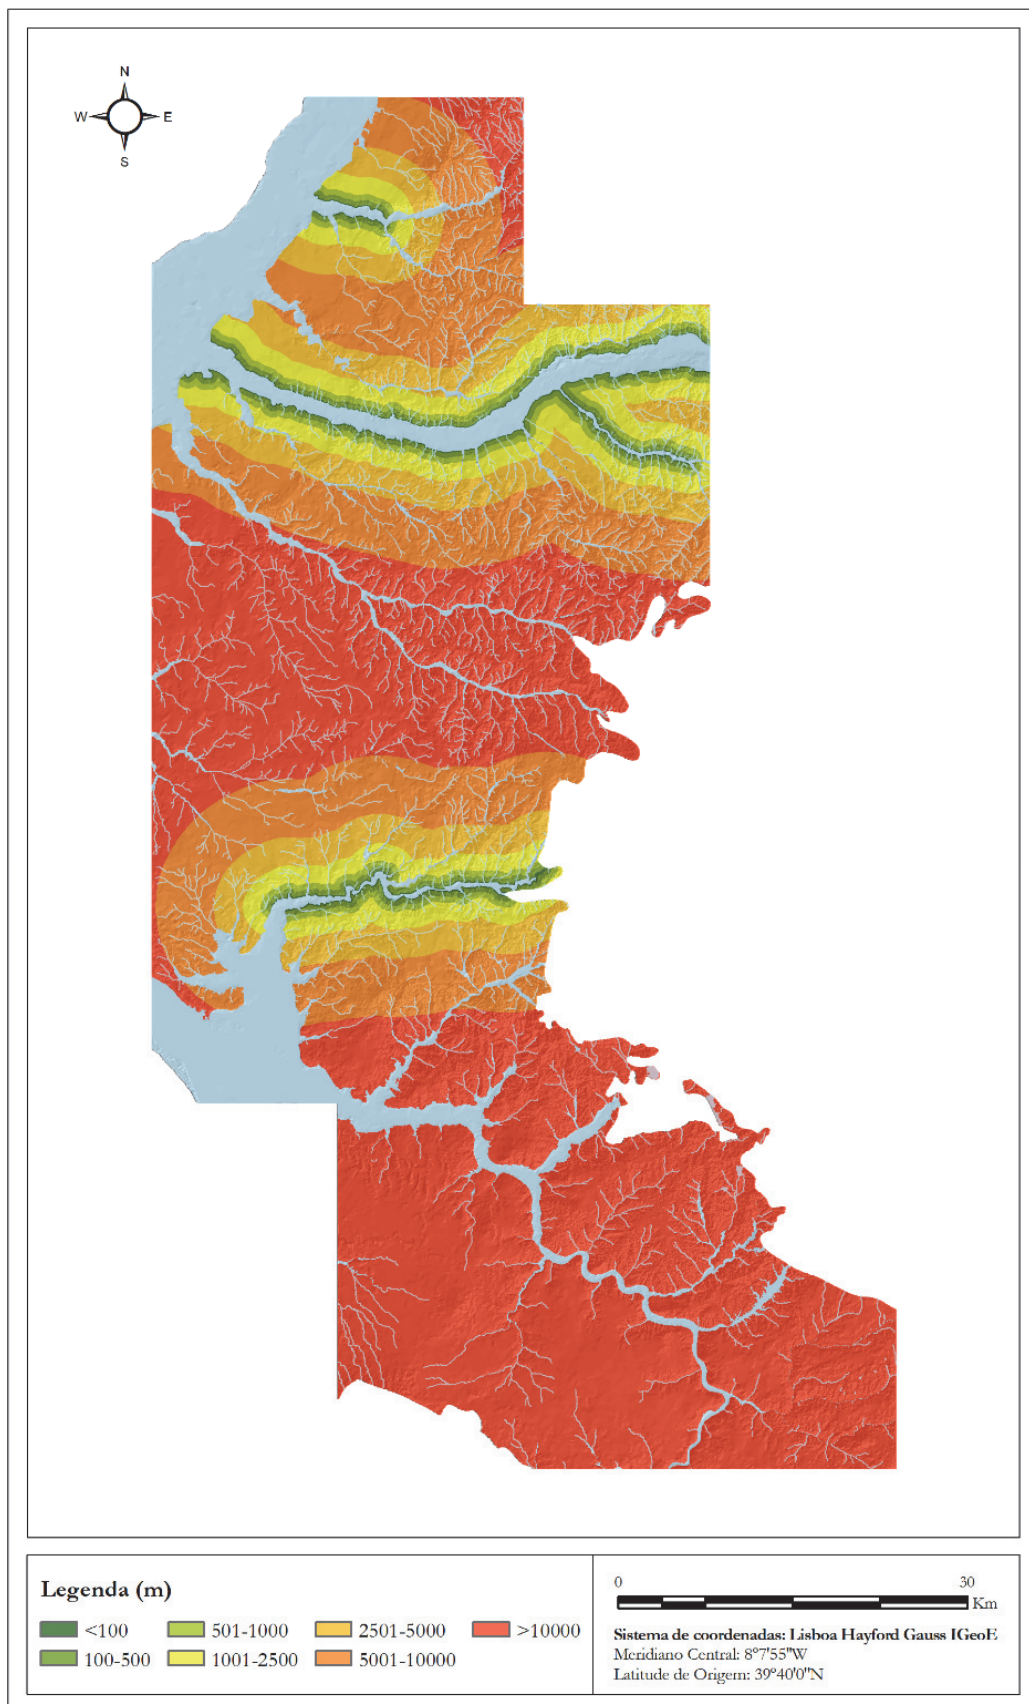 N
W E
S
Legenda (m)
<100
501-1000
2501-5000
>10000
100-500
1001-2500
5001-10000
0 30
Km
Sistema de coordenadas: Lisboa Hayford Gauss IGeoE
Meridiano Central: 8°7'55"W
Latitude de Origem: 39°40'0"N